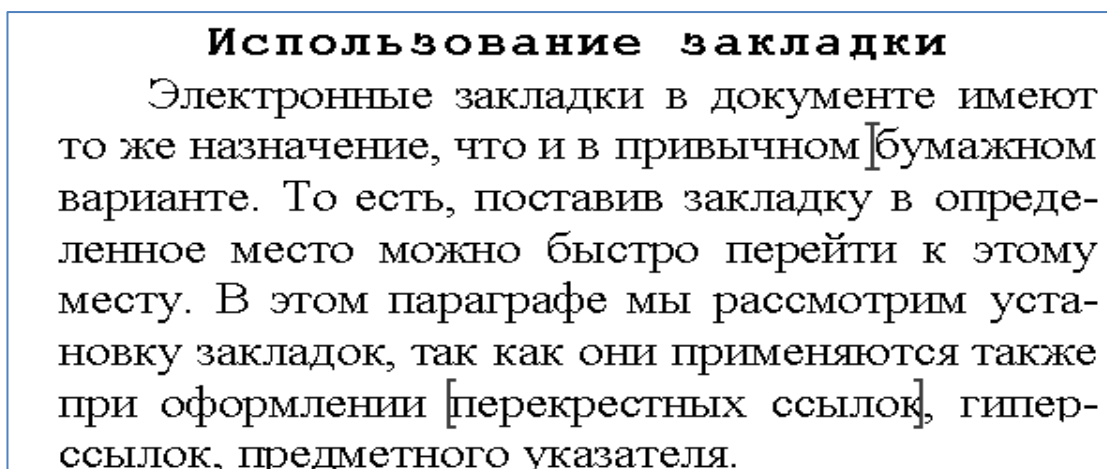 Использование закладки
Электронные закладки в документе имеют
то же назначение, что и в привычном бумажном
варианте. То есть, поставив закладку в опреде-
ленное место можно быстро перейти к этому
месту. В этом параграфе мы рассмотрим уста-
новку закладок, так как они применяются также
при оформлении [перекрестных ссылок], гипер-
ссылок, предметного указателя.